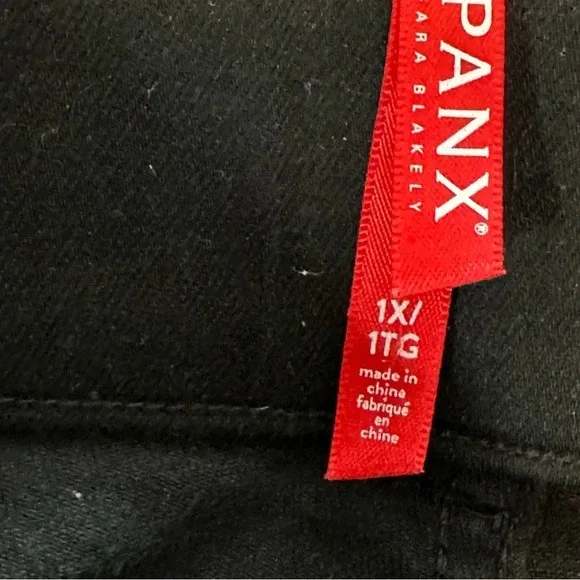 PANX®
ARA BLAKELY
1X/
1TG
made in
china
fabriqué
en
chine